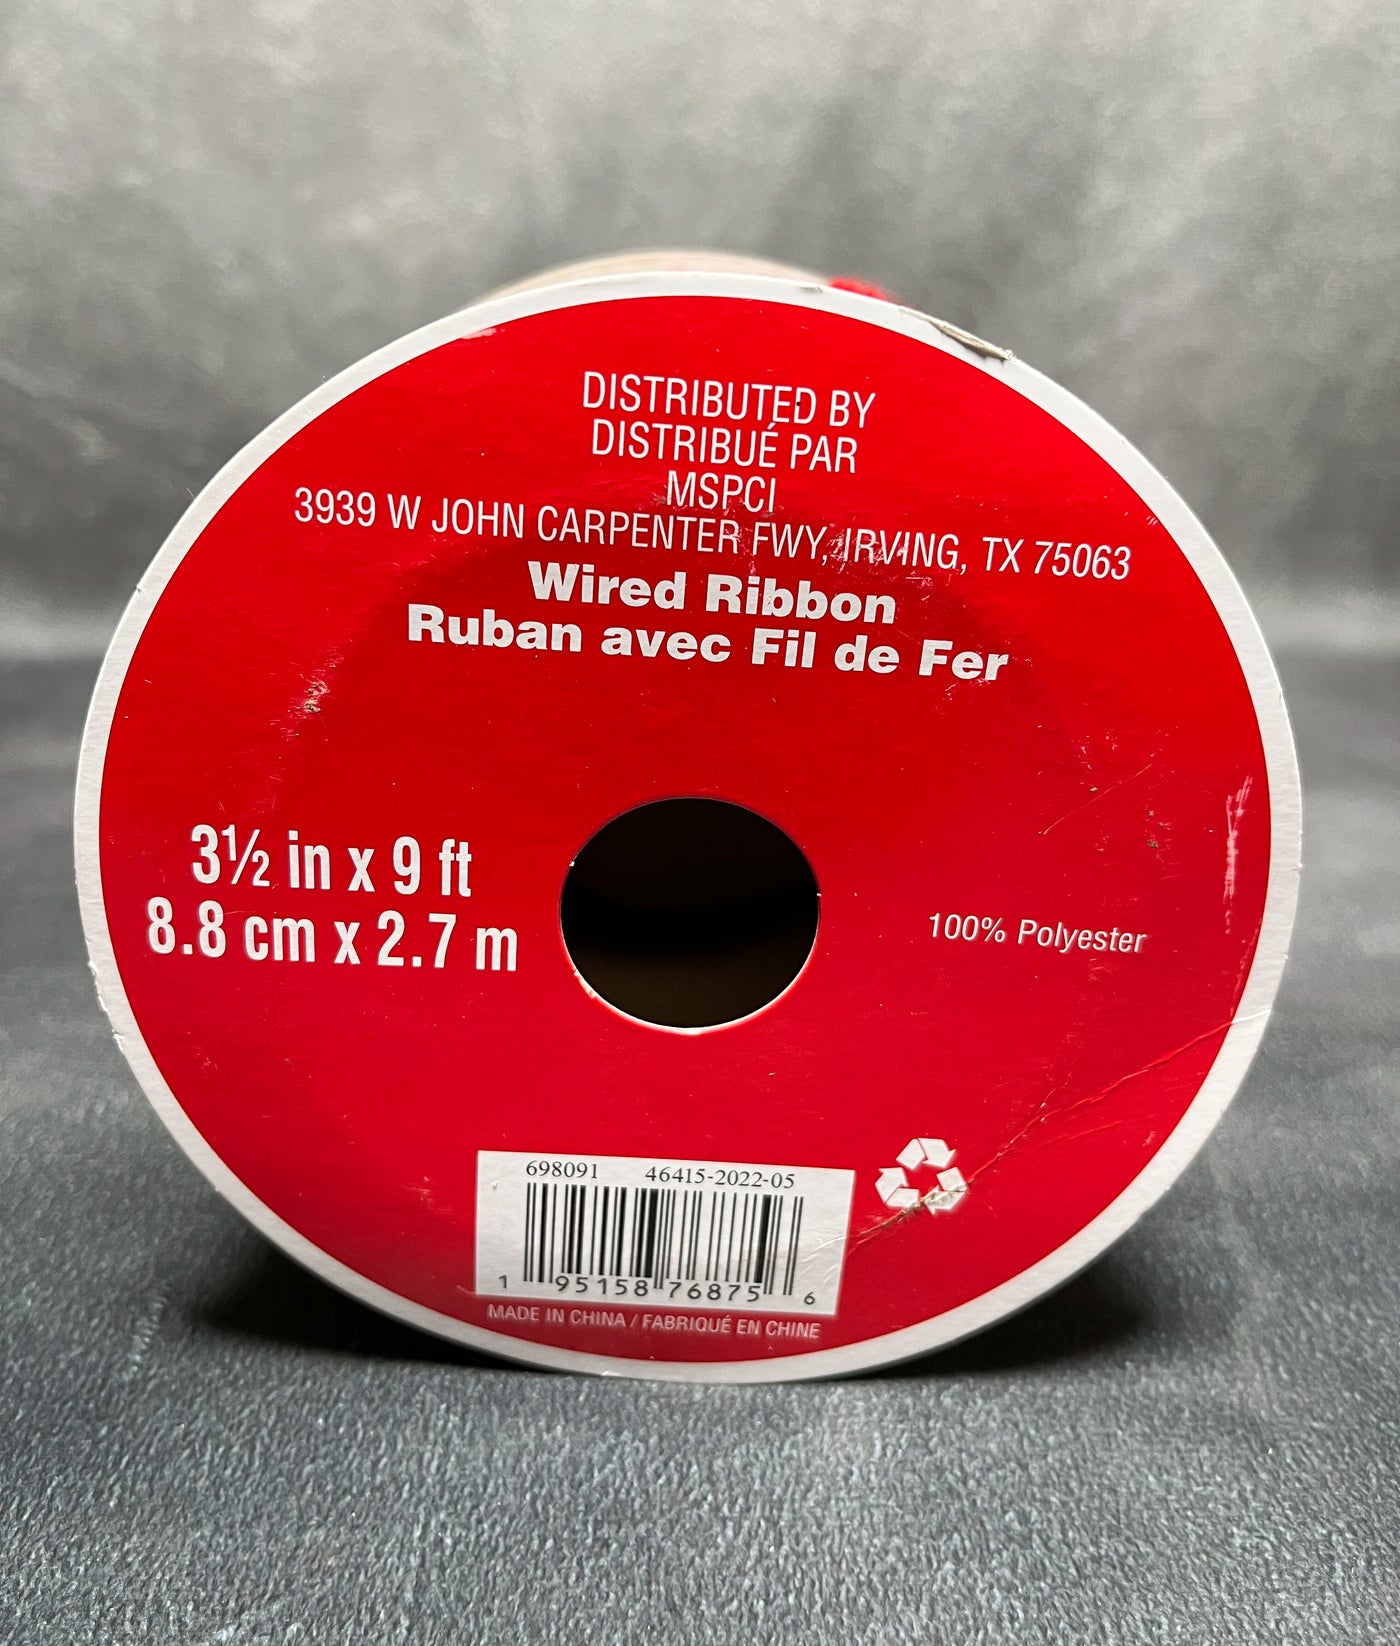 DISTRIBUTED BY
DISTRIBUÉ PAR
MSPCI
3939 W JOHN CARPENTER FWY, IRVING, TX 75063
Wired Ribbon
Ruban avec Fil de Fer
3½ in x 9 ft
8.8 cm x 2.7 m
100% Polyester
698091 46415-2022-05
1 95158 76875 6
MADE IN CHINA / FABRIQUÉ EN CHINE